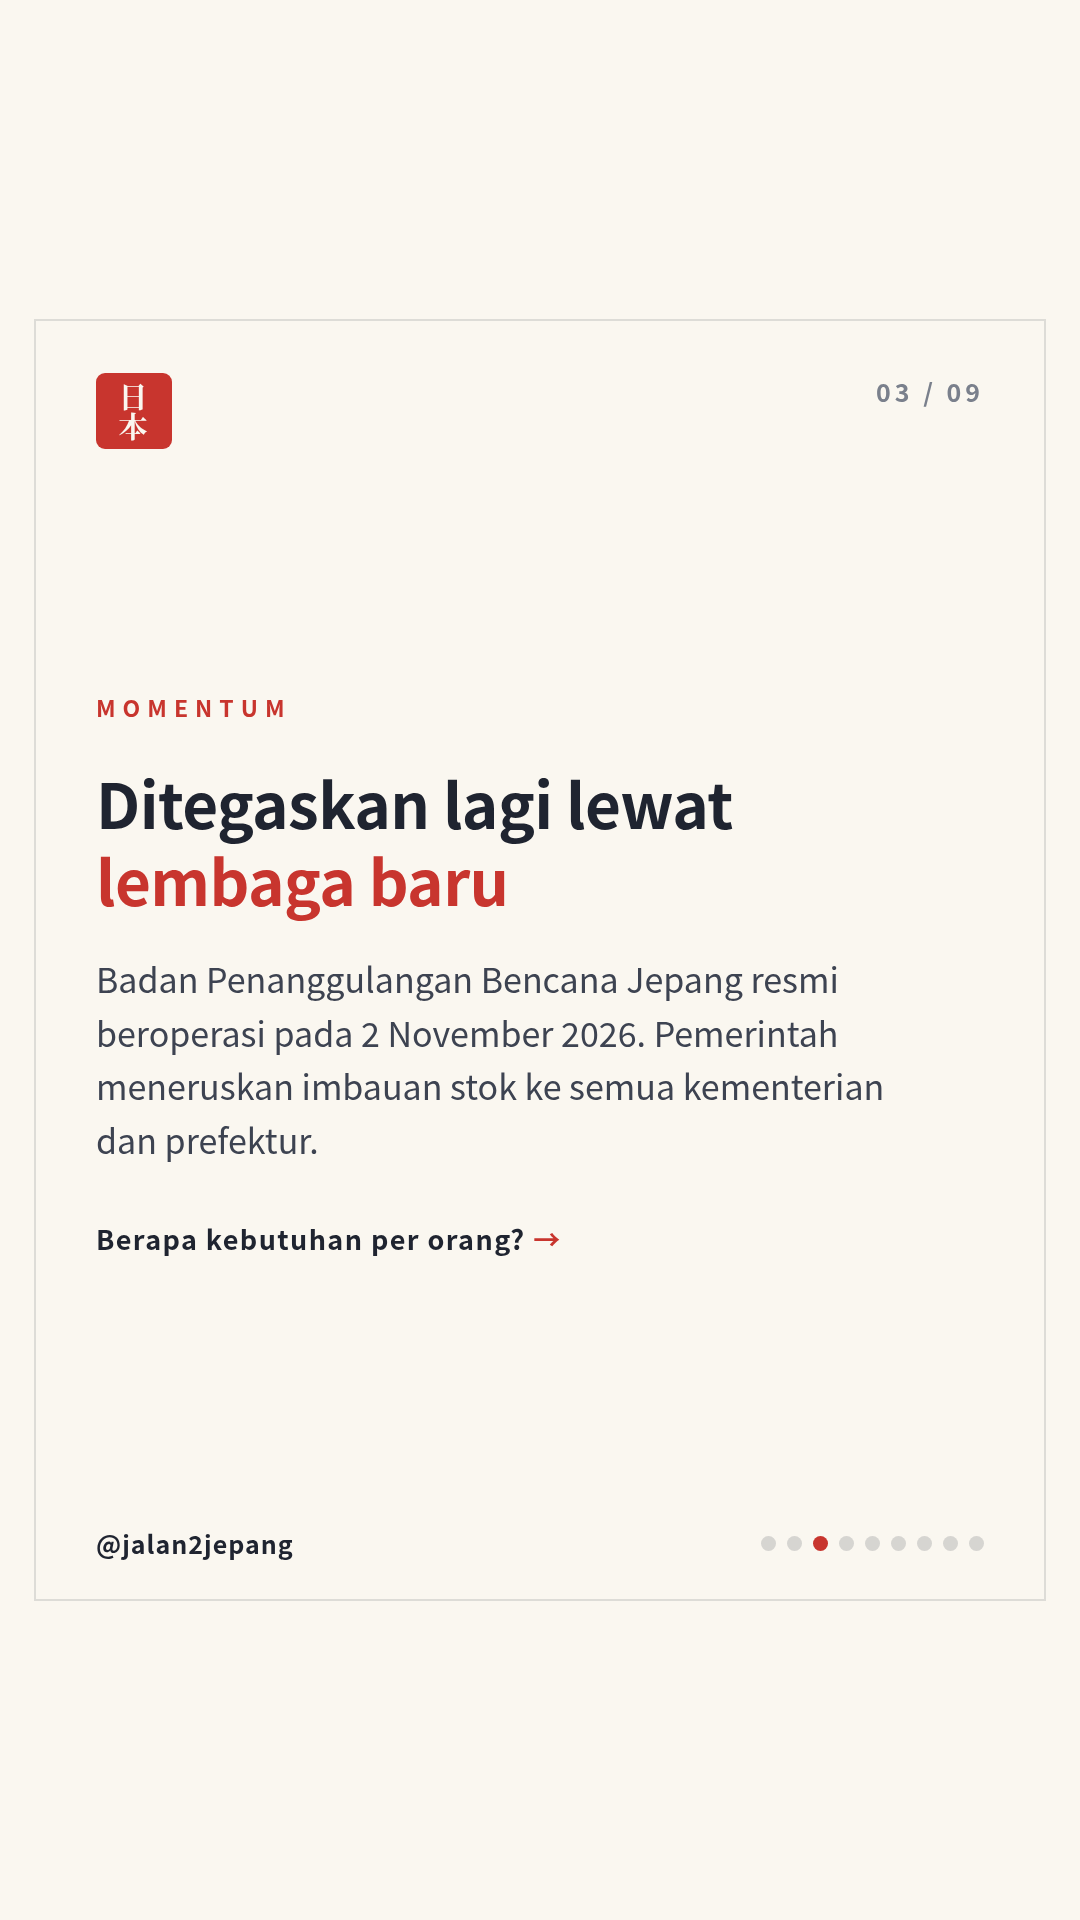 日
本
03 / 09
MOMENTUM
Ditegaskan lagi lewat
lembaga baru
Badan Penanggulangan Bencana Jepang resmi
beroperasi pada 2 November 2026. Pemerintah
meneruskan imbauan stok ke semua kementerian
dan prefektur.
Berapa kebutuhan per orang? →
@jalan2jepang